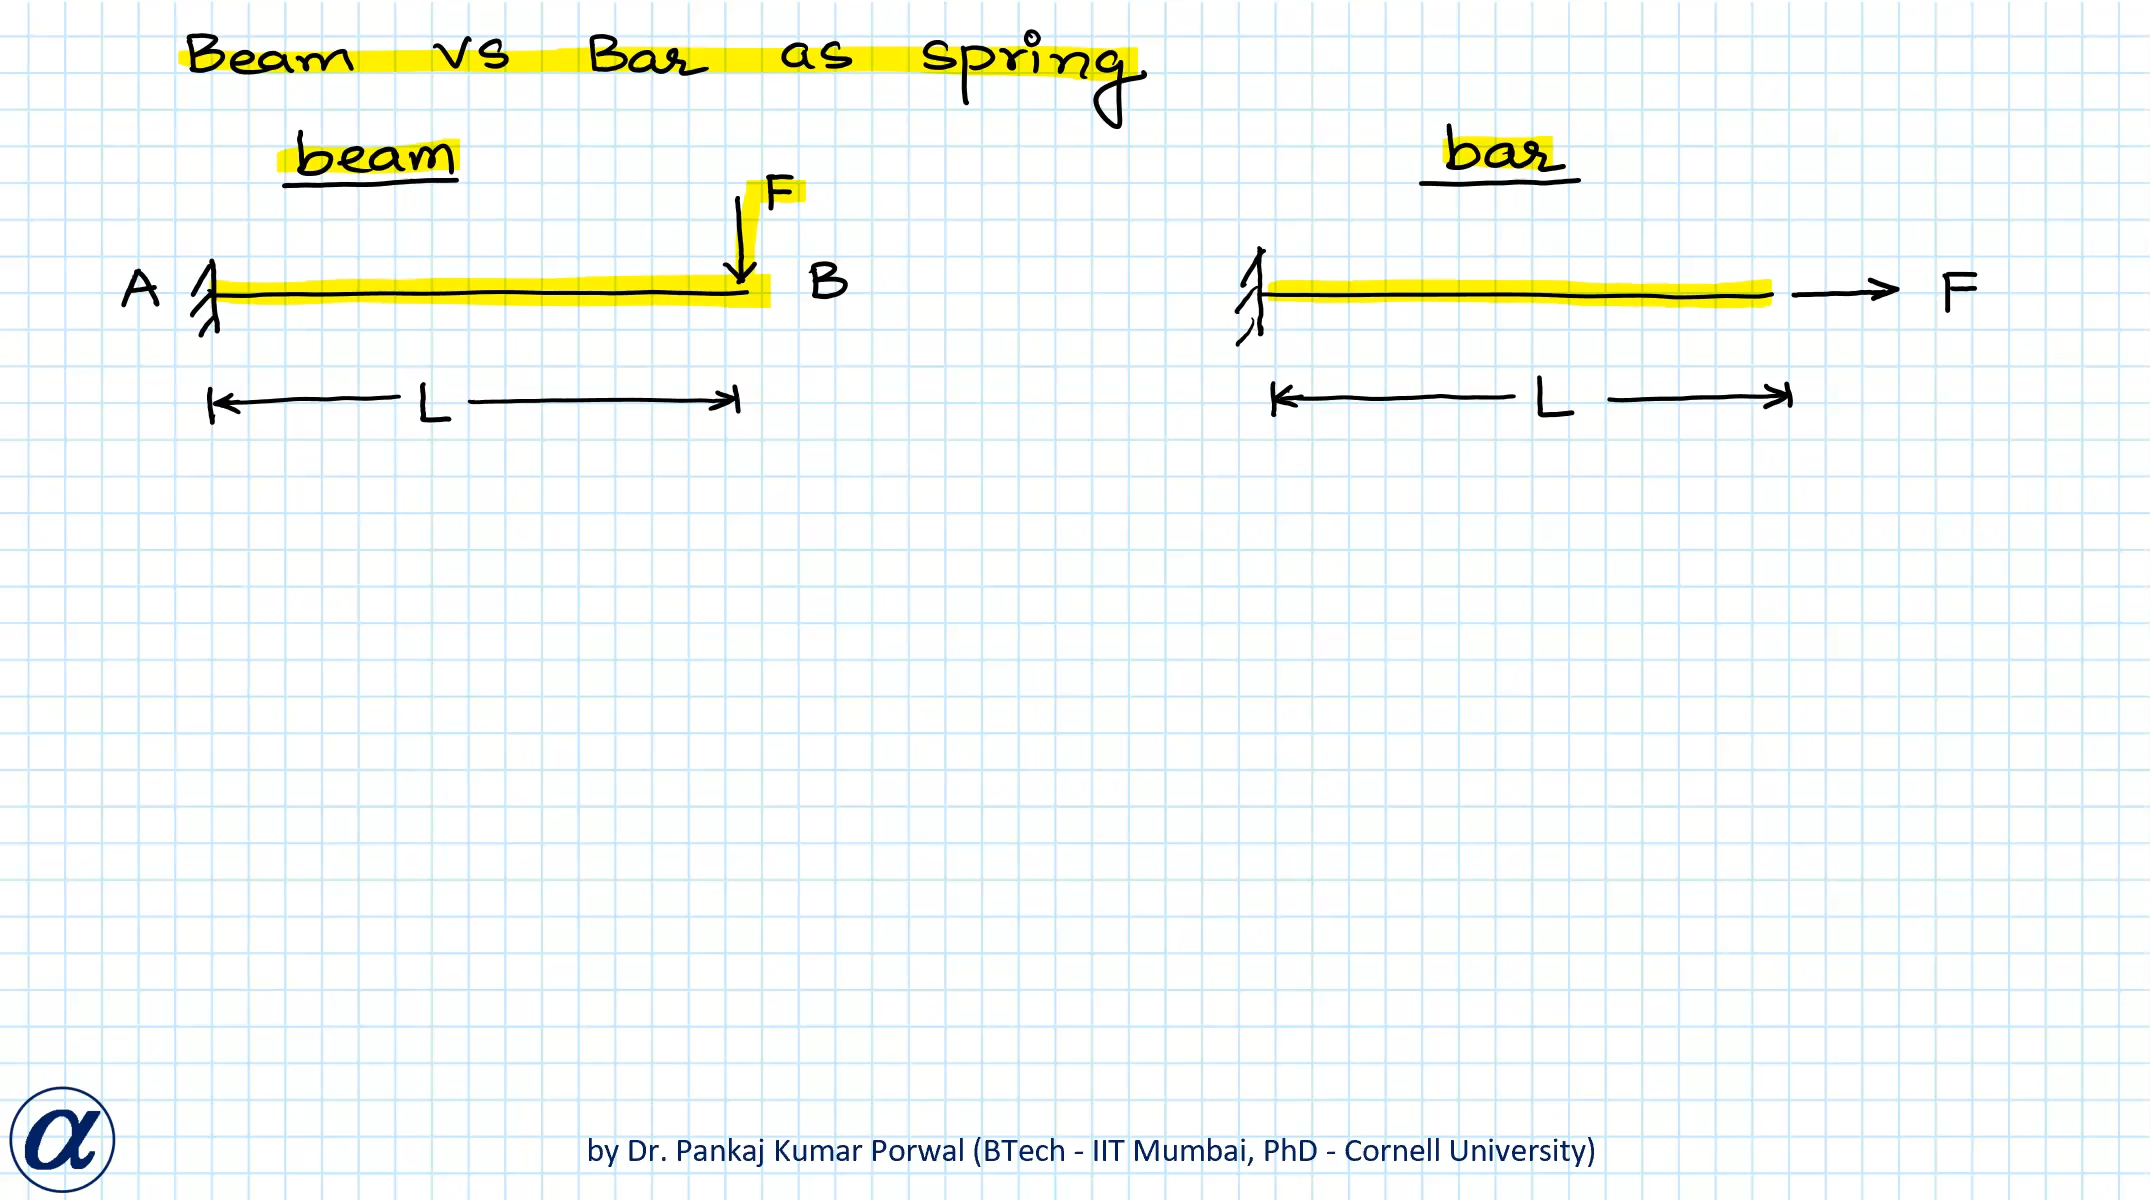 Beam vs Bar as spring
beam
bar
F
A
B
F
L
L
α
by Dr. Pankaj Kumar Porwal (BTech - IIT Mumbai, PhD - Cornell University)